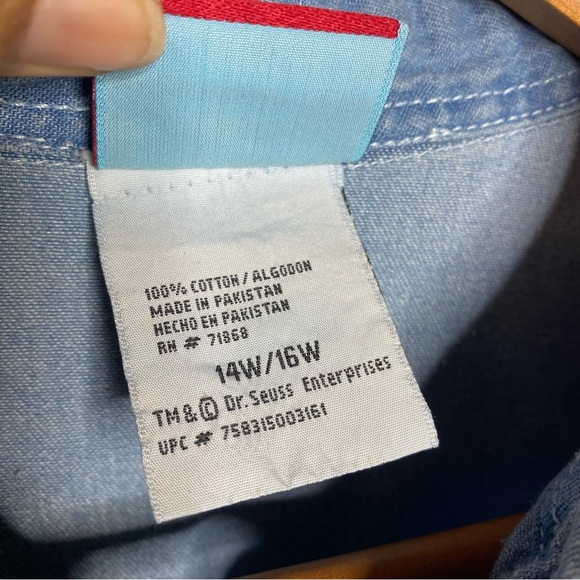 100% COTTON / ALGODON
MADE IN PAKISTAN
HECHO EN PAKISTAN
RN # 71868
14W/16W
TM & © Dr. Seuss Enterprises
UPC # 758315003161